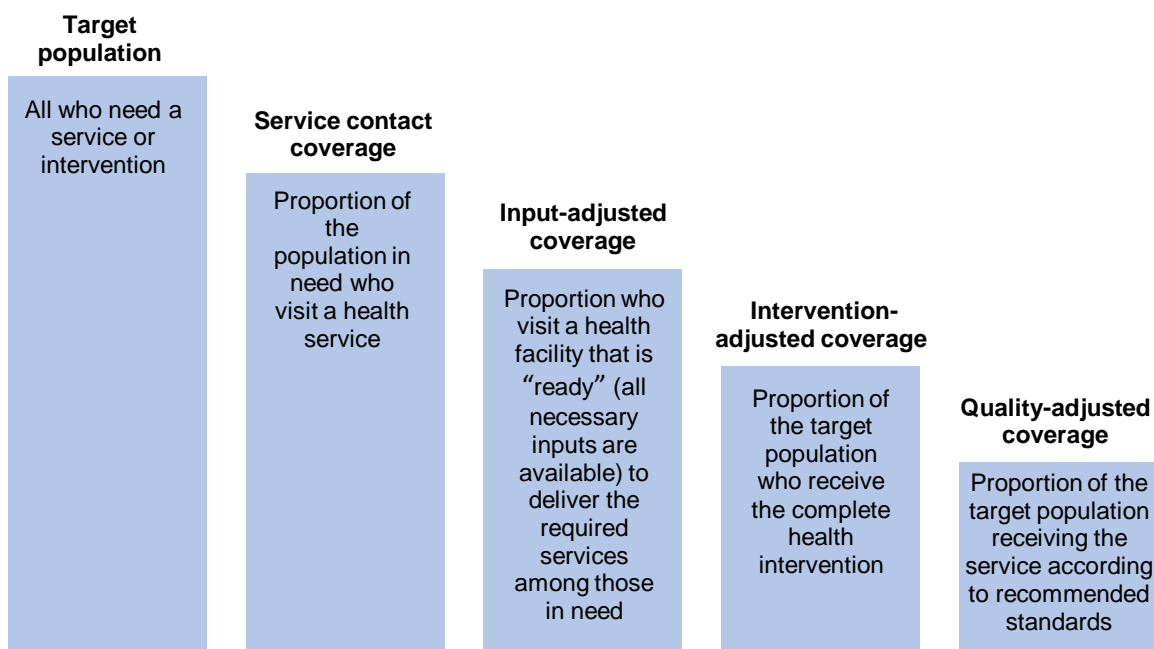 Target
population
All who need a
service or
intervention
Service contact
coverage
Proportion of
the
population in
need who
visit a health
service
Input-adjusted
coverage
Proportion who
visit a health
facility that is
“ready” (all
necessary
inputs are
available) to
deliver the
required
services
among those
in need
Intervention-
adjusted coverage
Proportion of
the target
population
who receive
the complete
health
intervention
Quality-adjusted
coverage
Proportion of the
target population
receiving the
service according
to recommended
standards